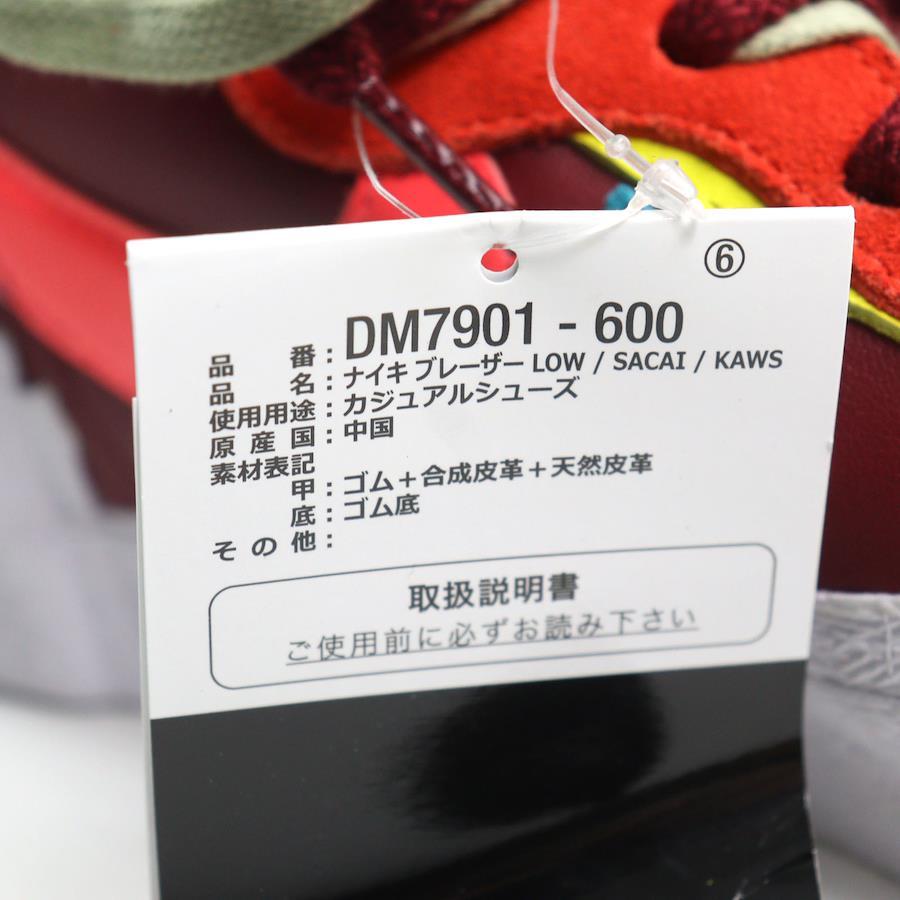 ⑥
品番：DM7901 - 600
品名：ナイキ ブレーザー LOW / SACAI / KAWS
使用用途：カジュアルシューズ
原産国：中国
素材表記
甲：ゴム＋合成皮革＋天然皮革
底：ゴム底
その他：
取扱説明書
ご使用前に必ずお読み下さい